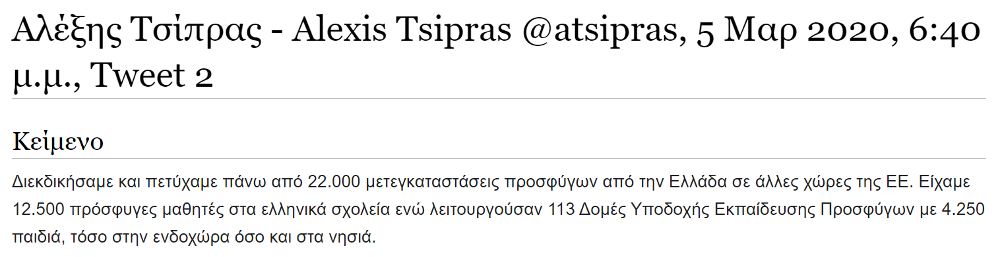 Αλέξης Τσίπρας - Alexis Tsipras @atsipras, 5 Μαρ 2020, 6:40
μ.μ., Tweet 2
Κείμενο
Διεκδικήσαμε και πετύχαμε πάνω από 22.000 μετεγκαταστάσεις προσφύγων από την Ελλάδα σε άλλες χώρες της ΕΕ. Είχαμε
12.500 πρόσφυγες μαθητές στα ελληνικά σχολεία ενώ λειτουργούσαν 113 Δομές Υποδοχής Εκπαίδευσης Προσφύγων με 4.250
παιδιά, τόσο στην ενδοχώρα όσο και στα νησιά.